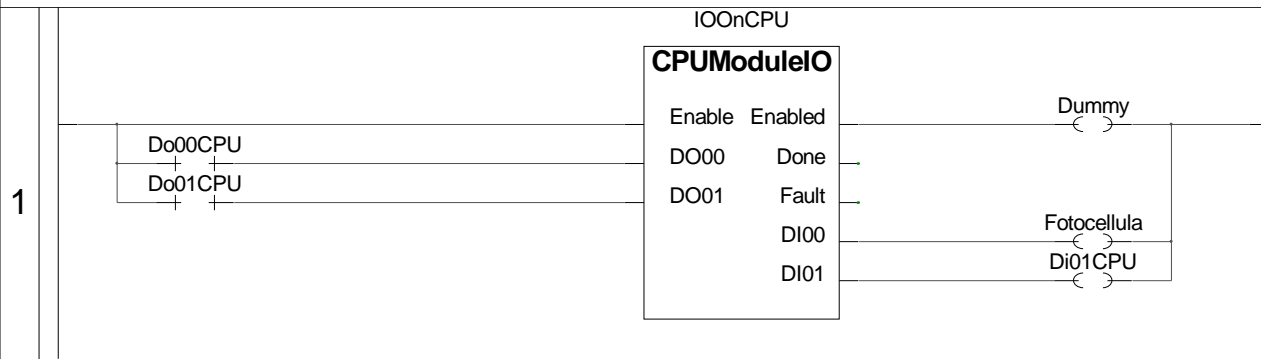 IOOnCPU
CPUModuleIO
Enable Enabled Dummy
Do00CPU
DO00 Done
Do01CPU
1
DO01 Fault
DI00 Fotocellula
DI01 Di01CPU